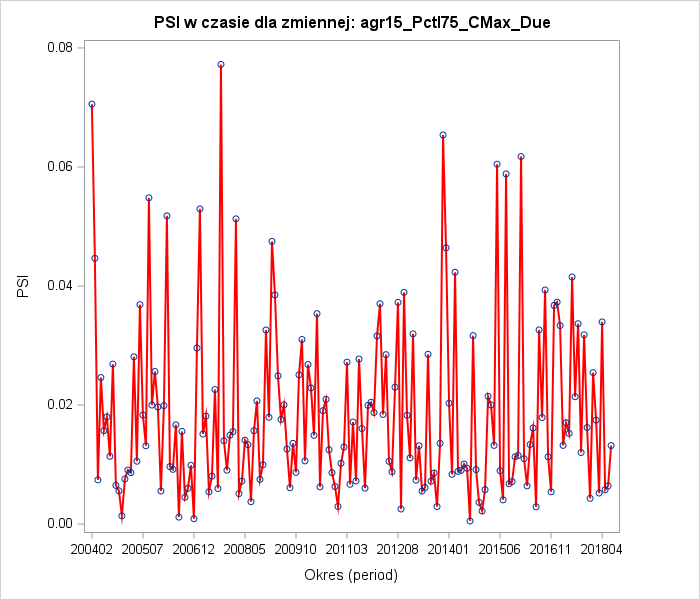 PSI w czasie dla zmiennej: agr15_Pctl75_CMax_Due
0.08
0.06
0.04
0.02
0.00
PSI
200402 200507 200612 200805 200910 201103 201208 201401 201506 201611 201804
Okres (period)